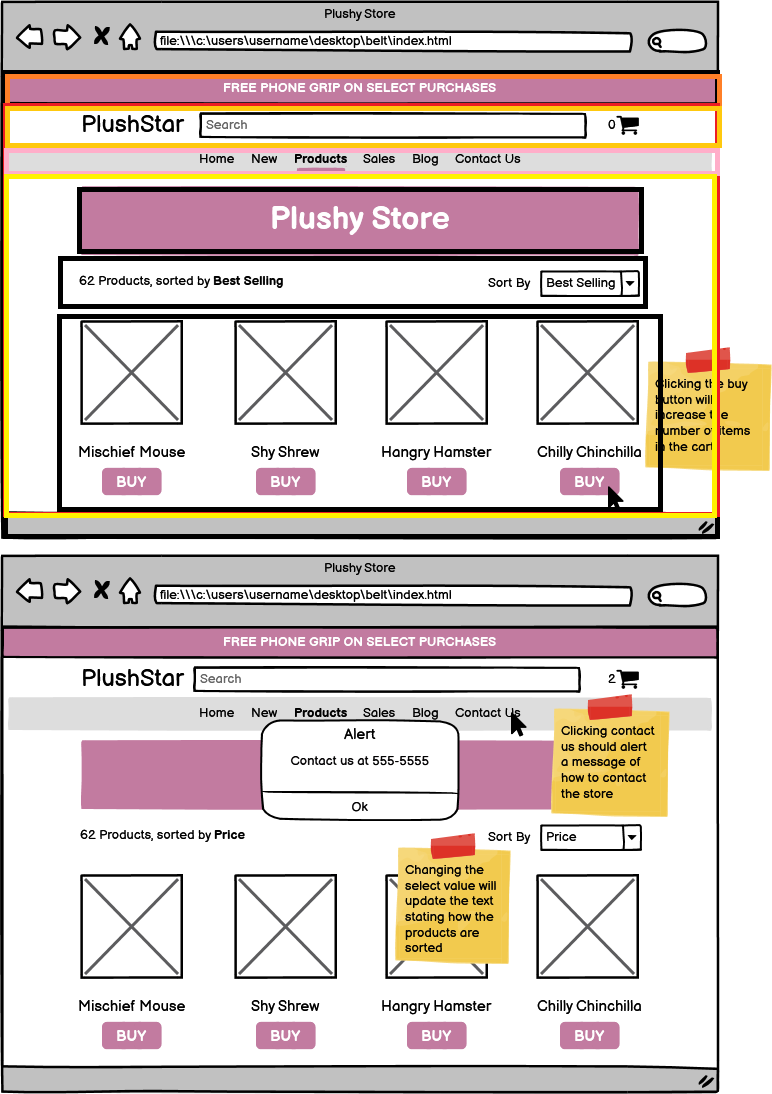 Plushy Store
file:\\\c:\users\username\desktop\belt\index.html
FREE PHONE GRIP ON SELECT PURCHASES
PlushStar Search 0
Home New Products Sales Blog Contact Us
Plushy Store
62 Products, sorted by Best Selling Sort By Best Selling
Clicking the buy
button will
increase the
number of items
in the cart
Mischief Mouse Shy Shrew Hangry Hamster Chilly Chinchilla
BUY BUY BUY BUY
Plushy Store
file:\\\c:\users\username\desktop\belt\index.html
FREE PHONE GRIP ON SELECT PURCHASES
PlushStar Search 2
Home New Products Sales Blog Contact Us
Clicking contact
us should alert
a message of
how to contact
the store
Alert
Contact us at 555-5555
Ok
62 Products, sorted by Price Sort By Price
Changing the
select value will
update the text
stating how the
products are
sorted
Mischief Mouse Shy Shrew Hangry Hamster Chilly Chinchilla
BUY BUY BUY BUY